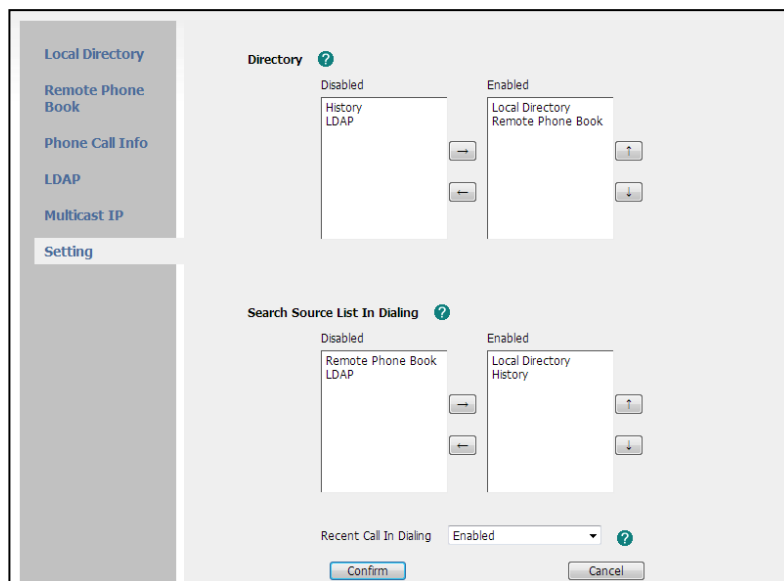 Local Directory
Remote Phone
Book
Phone Call Info
LDAP
Multicast IP
Setting
Directory ?
Disabled
History
LDAP
→
←
Enabled
Local Directory
Remote Phone Book
↑
↓
Search Source List In Dialing ?
Disabled
Remote Phone Book
LDAP
→
←
Enabled
Local Directory
History
↑
↓
Recent Call In Dialing Enabled ?
Confirm Cancel